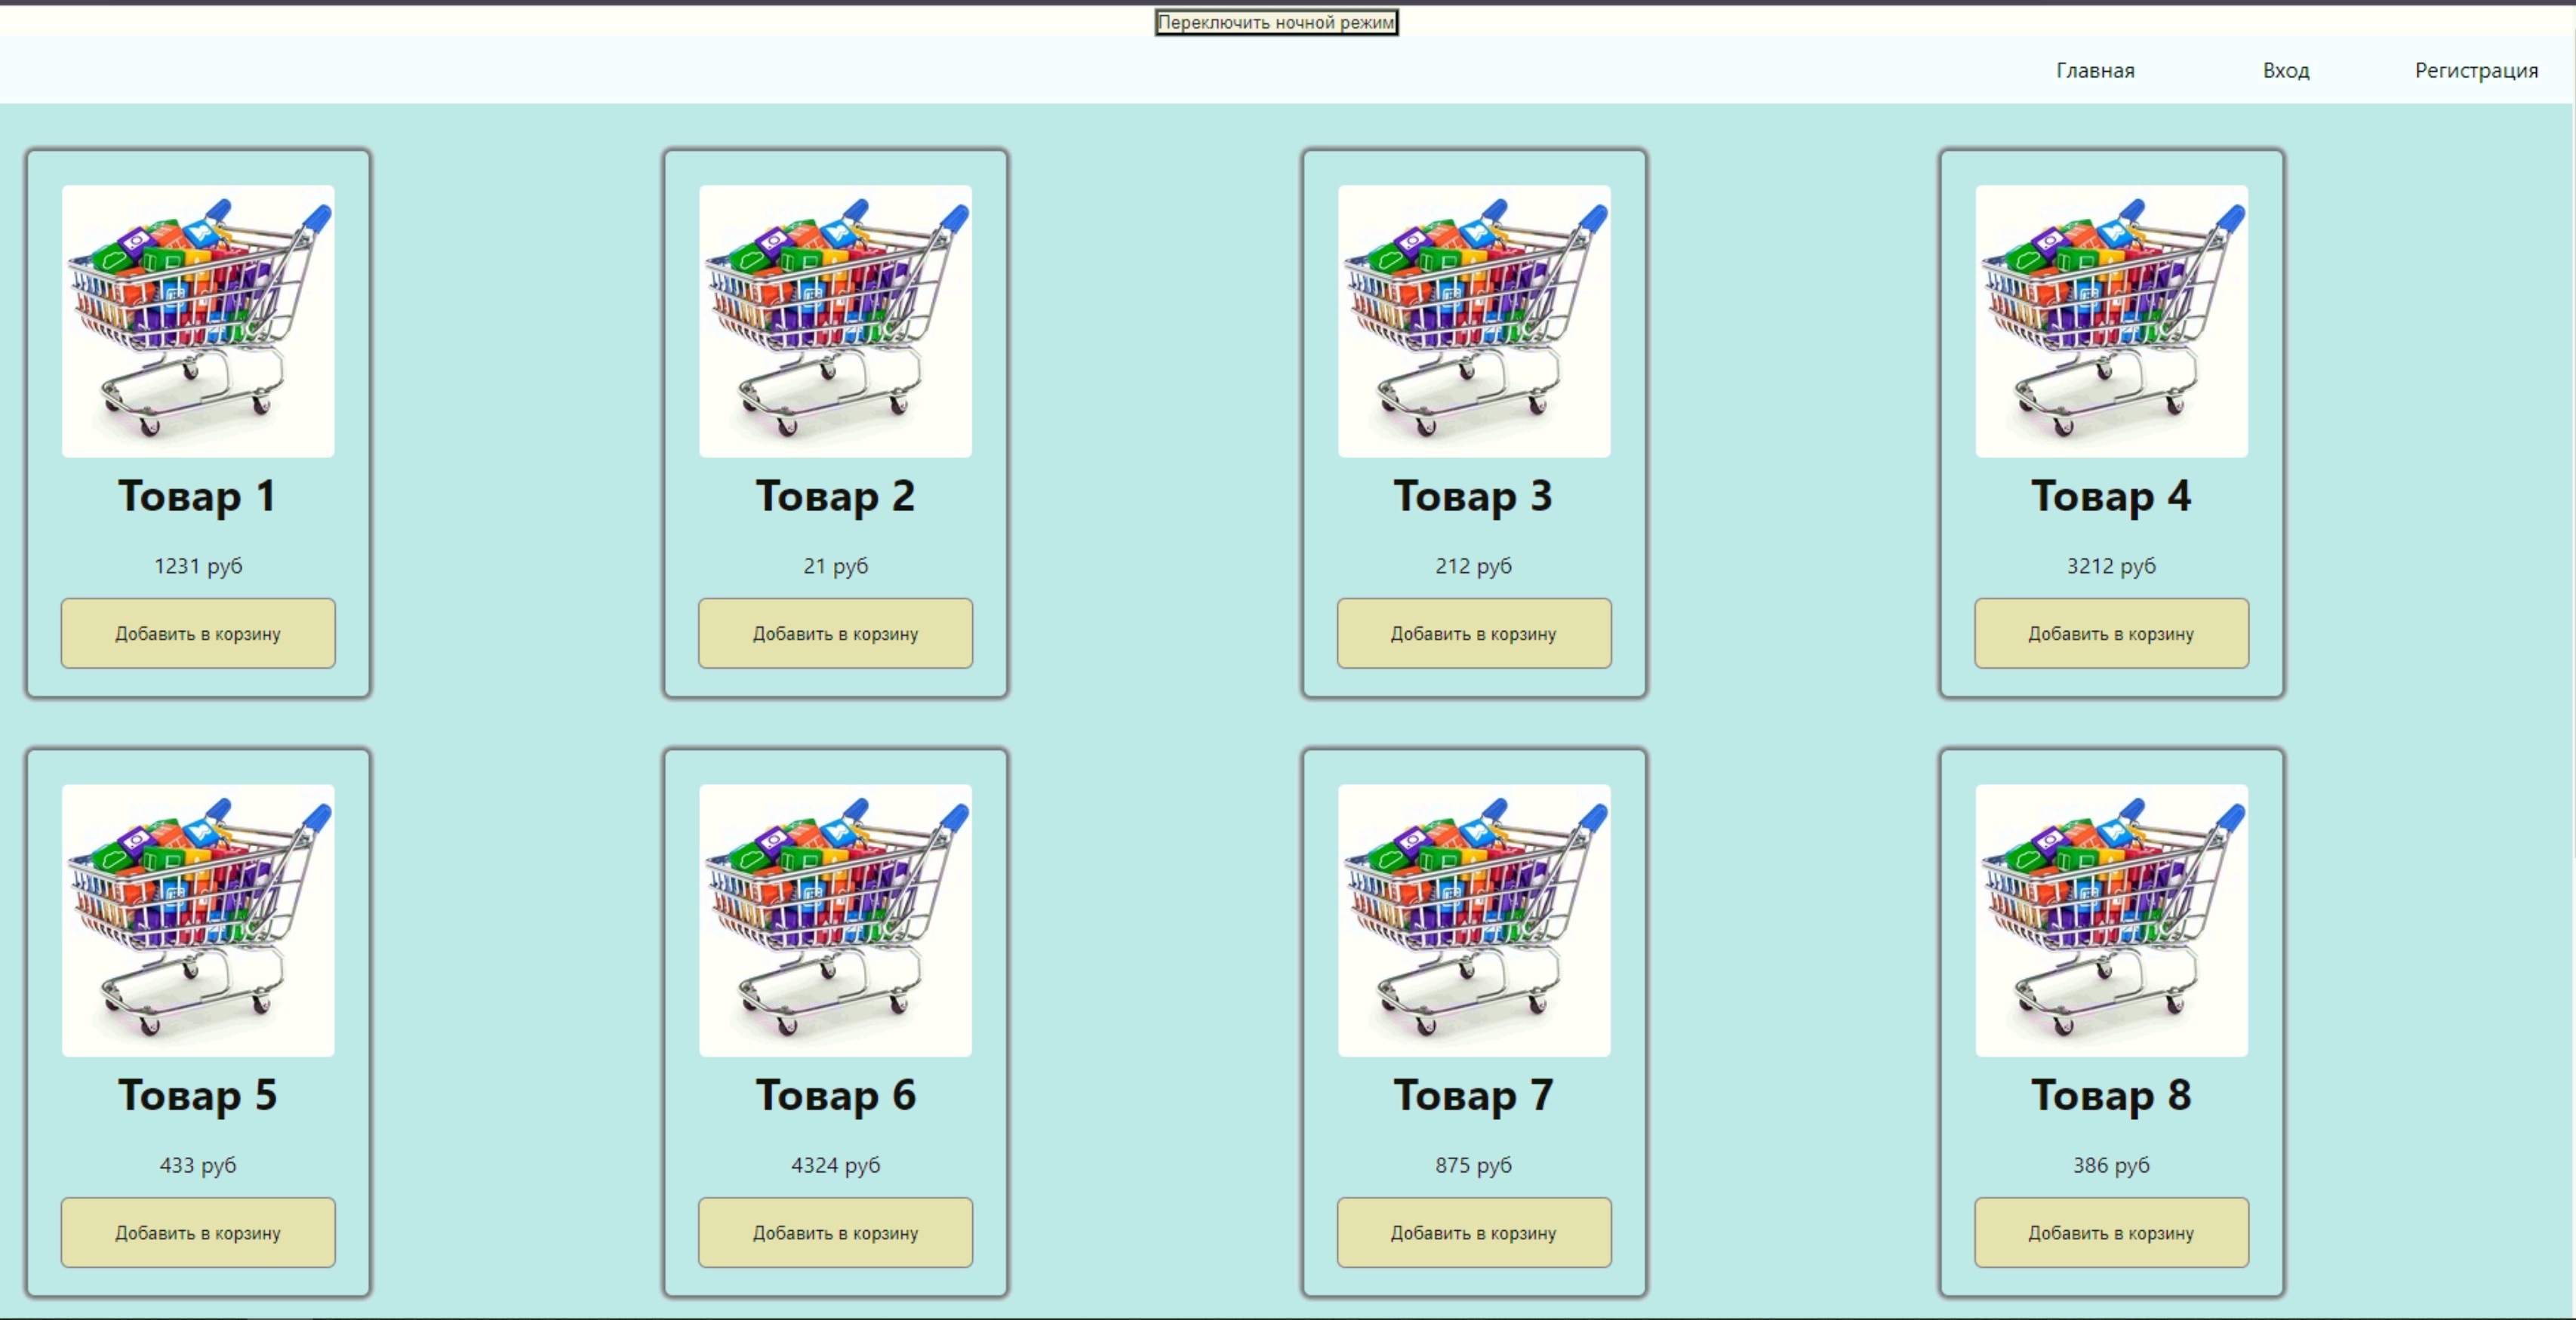 Переключить ночной режим
Главная Вход Регистрация
Товар 1 Товар 2 Товар 3 Товар 4
1231 руб 21 руб 212 руб 3212 руб
Добавить в корзину Добавить в корзину Добавить в корзину Добавить в корзину
Товар 5 Товар 6 Товар 7 Товар 8
433 руб 4324 руб 875 руб 386 руб
Добавить в корзину Добавить в корзину Добавить в корзину Добавить в корзину